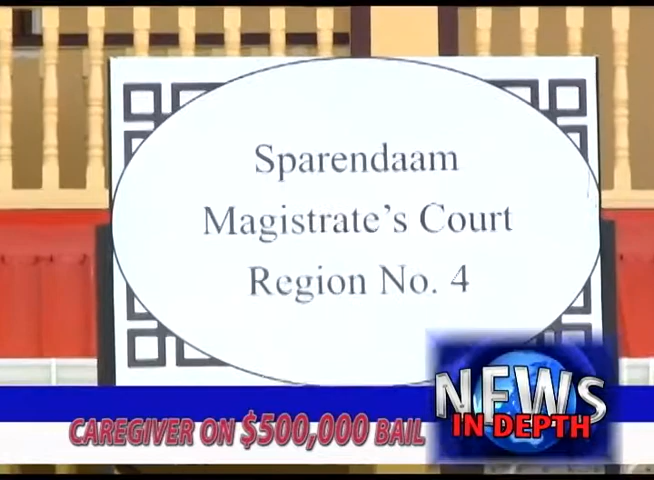 Sparendaam
Magistrate's Court
Region No. 4
CAREGIVER ON $500,000 BAIL
NEWS
IN DEPTH